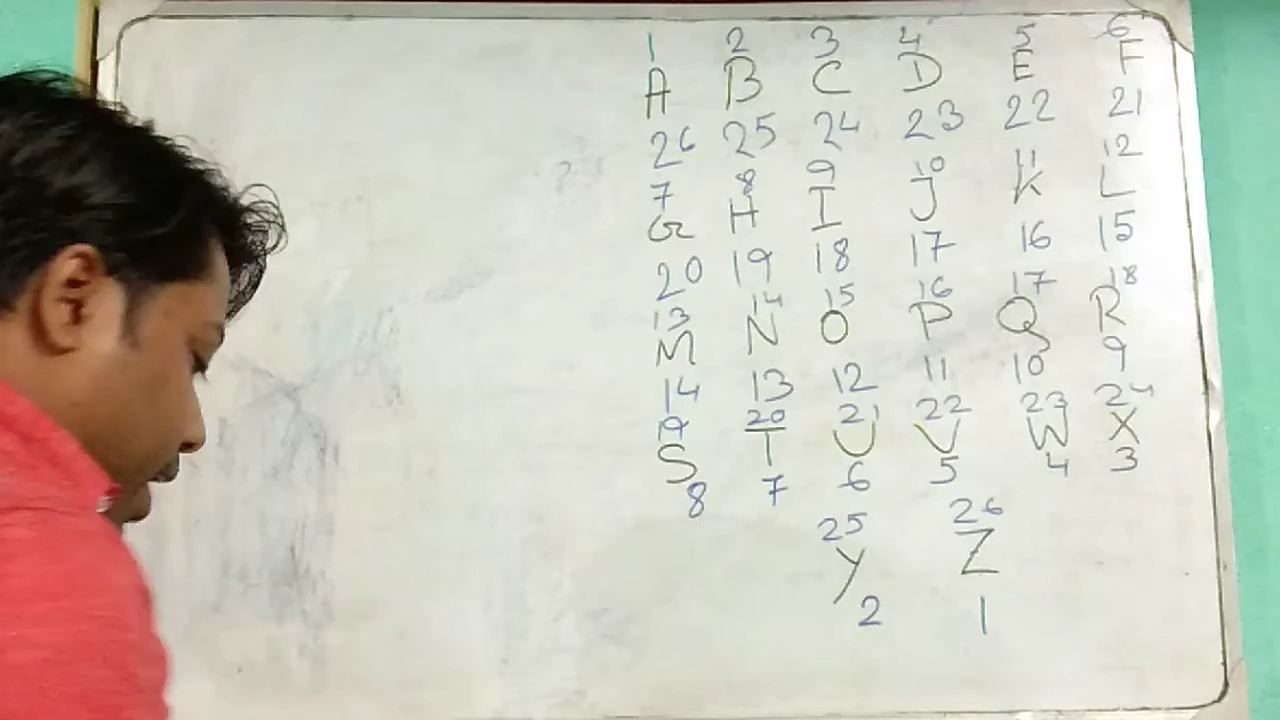 1 2 3 4 5 6
A B C D E F
26 25 24 23 22 21
7 8 9 10 11 12
G H I J K L
20 19 18 17 16 15
13 14 15 16 17 18
M N O P Q R
14 13 12 11 10 9
19 20 21 22 23 24
S T U V W X
8 7 6 5 4 3
25 26
Y Z
2 1